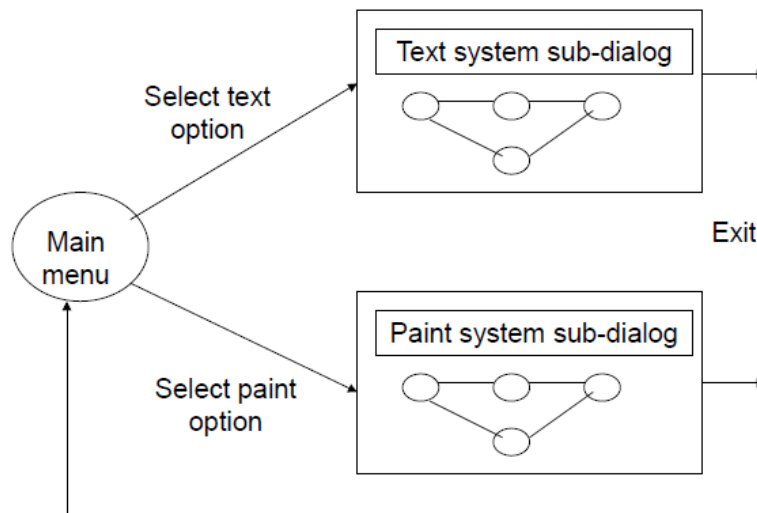 Text system sub-dialog
Select text
option
Main
menu
Exit
Paint system sub-dialog
Select paint
option